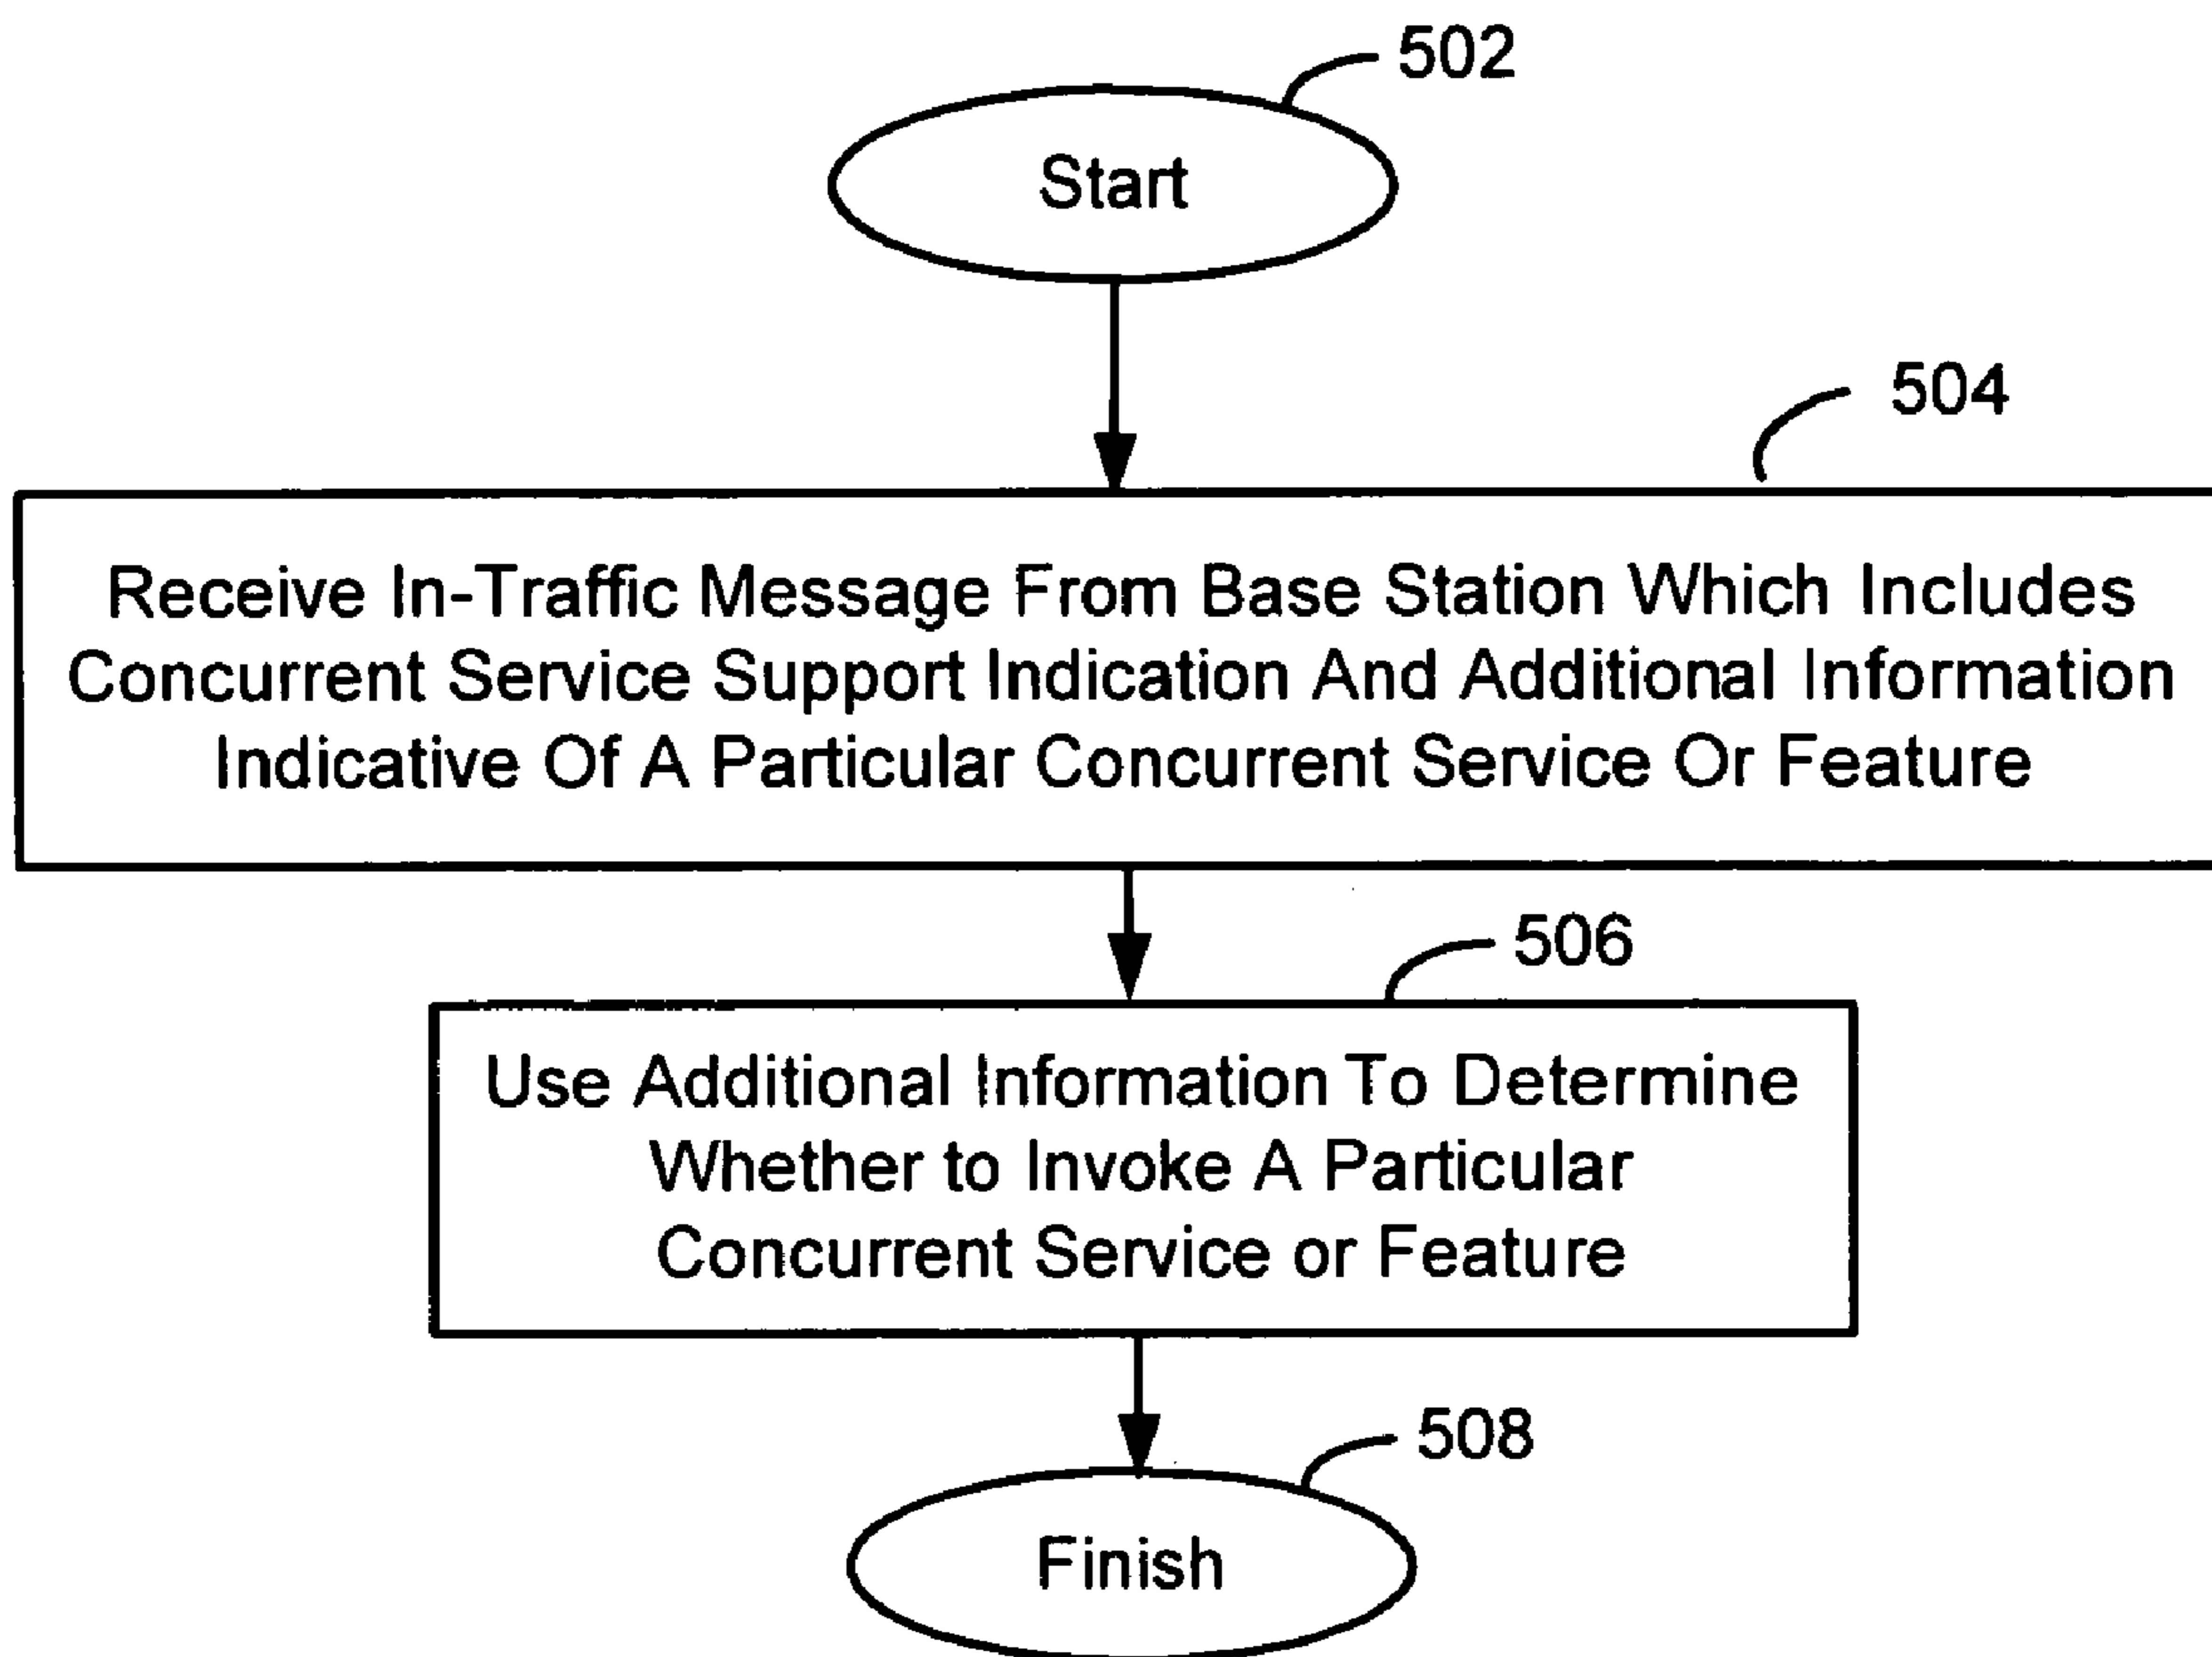 502
Start
504
Receive In-Traffic Message From Base Station Which Includes
Concurrent Service Support Indication And Additional Information
Indicative Of A Particular Concurrent Service Or Feature
506
Use Additional Information To Determine
Whether to Invoke A Particular
Concurrent Service or Feature
508
Finish